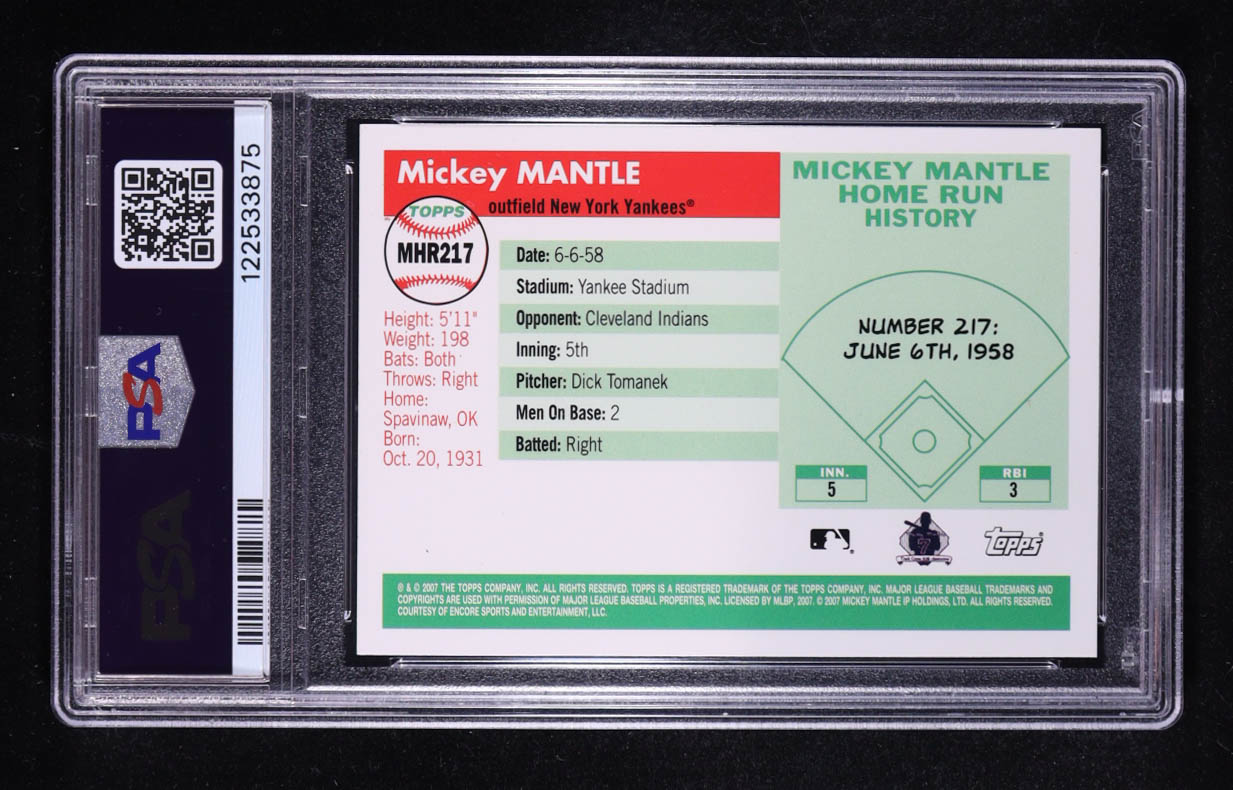 122533875
PSA
PSA
Mickey MANTLE
outfield New York Yankees®
TOPPS
MHR217
Height: 5'11"
Weight: 198
Bats: Both
Throws: Right
Home:
Spavinaw, OK
Born:
Oct. 20, 1931
Date: 6-6-58
Stadium: Yankee Stadium
Opponent: Cleveland Indians
Inning: 5th
Pitcher: Dick Tomanek
Men On Base: 2
Batted: Right
MICKEY MANTLE
HOME RUN
HISTORY
NUMBER 217:
JUNE 6TH, 1958
INN.
5
RBI
3
7
topps®
® & © 2007 THE TOPPS COMPANY, INC. ALL RIGHTS RESERVED. TOPPS IS A REGISTERED TRADEMARK OF THE TOPPS COMPANY, INC. MAJOR LEAGUE BASEBALL TRADEMARKS AND
COPYRIGHTS ARE USED WITH PERMISSION OF MAJOR LEAGUE BASEBALL PROPERTIES, INC. LICENSED BY MLBP, 2007. © 2007 MICKEY MANTLE IP HOLDINGS, LTD. ALL RIGHTS RESERVED.
COURTESY OF ENCORE SPORTS AND ENTERTAINMENT, LLC.